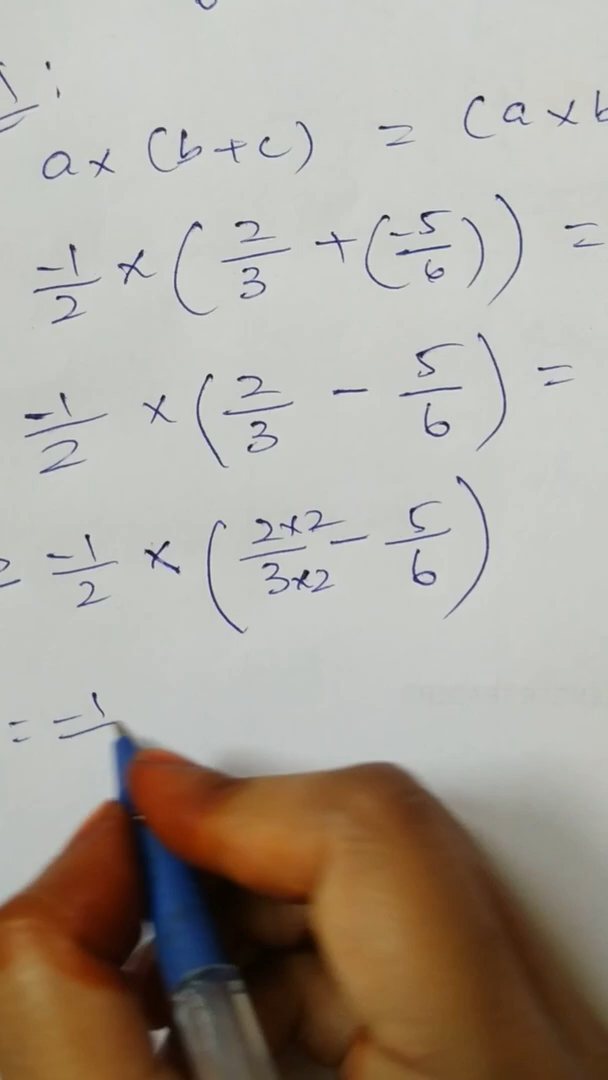 1:
a × (b+c) = (a × b
-1/2 × (2/3 + (-5/6)) =
-1/2 × (2/3 - 5/6) =
= -1/2 × (2×2/3×2 - 5/6)
= -1